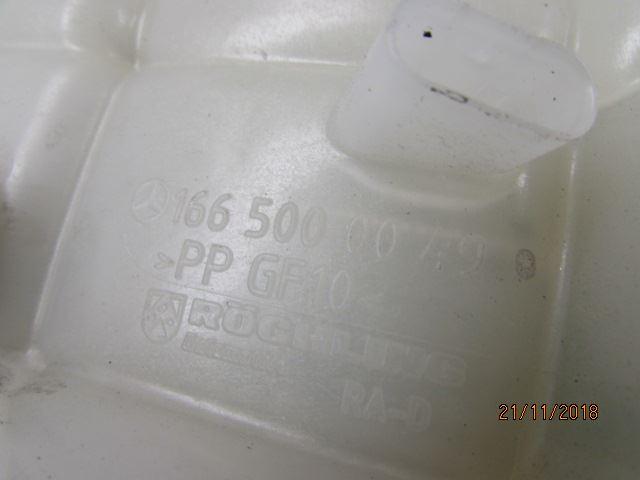 166 500 00 49
>PP GF10<
RÖCHLING
RA-D
21/11/2018